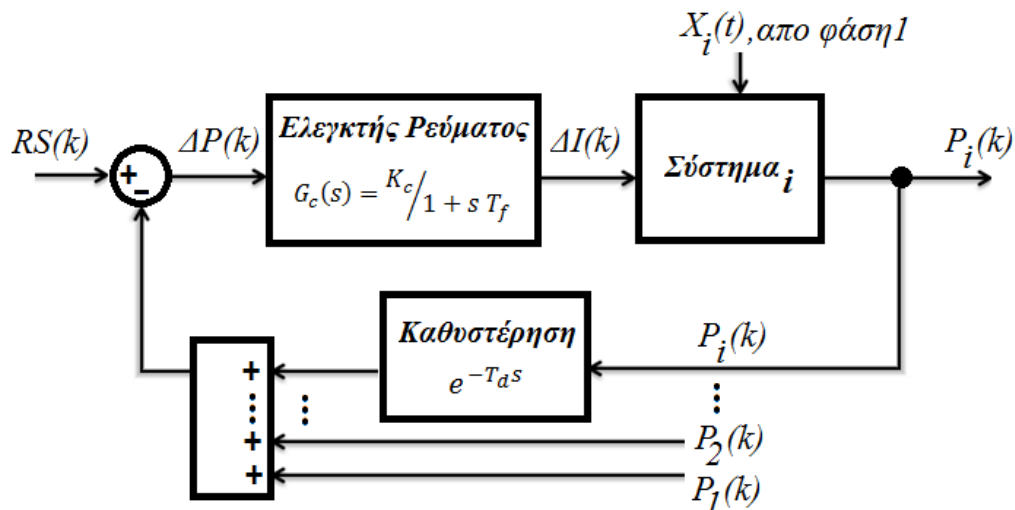 X_i(t), απο φάση1
RS(k)
+
-
ΔP(k)
Ελεγκτής Ρεύματος
G_c(s) = K_c/1 + s T_f
ΔI(k)
Σύστημα_i
P_i(k)
Καθυστέρηση
e^{-T_d s}
P_i(k)
+
+
P_2(k)
+
P_1(k)